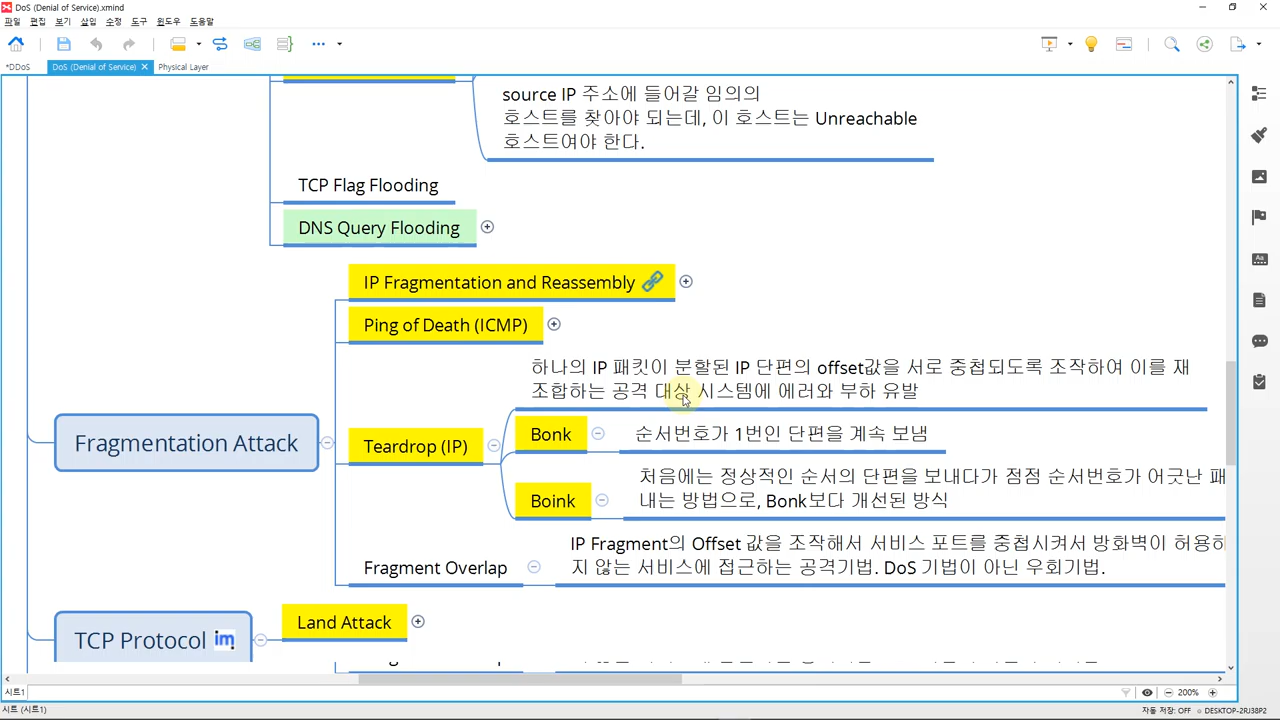 DoS (Denial of Service).xmind
파일 편집 보기 삽입 수정 도구 윈도우 도움말
*DDoS
DoS (Denial of Service)
Physical Layer
source IP 주소에 들어갈 임의의
호스트를 찾아야 되는데, 이 호스트는 Unreachable
호스트여야 한다.
TCP Flag Flooding
DNS Query Flooding
IP Fragmentation and Reassembly
Ping of Death (ICMP)
하나의 IP 패킷이 분할된 IP 단편의 offset값을 서로 중첩되도록 조작하여 이를 재
조합하는 공격 대상 시스템에 에러와 부하 유발
Fragmentation Attack
Teardrop (IP)
Bonk
순서번호가 1번인 단편을 계속 보냄
Boink
처음에는 정상적인 순서의 단편을 보내다가 점점 순서번호가 어긋난 패
내는 방법으로, Bonk보다 개선된 방식
Fragment Overlap
IP Fragment의 Offset 값을 조작해서 서비스 포트를 중첩시켜서 방화벽이 허용하
지 않는 서비스에 접근하는 공격기법. DoS 기법이 아닌 우회기법.
TCP Protocol im
Land Attack
시트1
200%
시트 (시트1)
자동 저장: OFF
DESKTOP-2RJ38P2